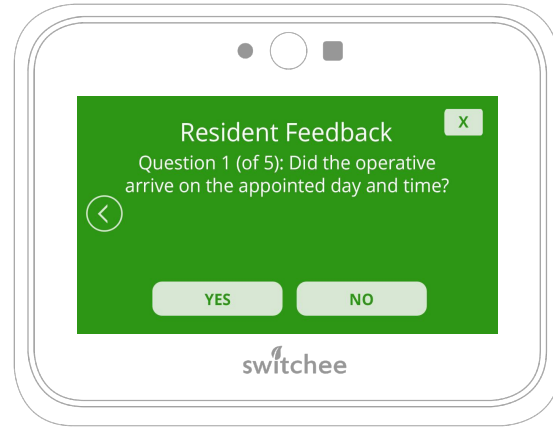 X
Resident Feedback
Question 1 (of 5): Did the operative
arrive on the appointed day and time?
YES
NO
switchee